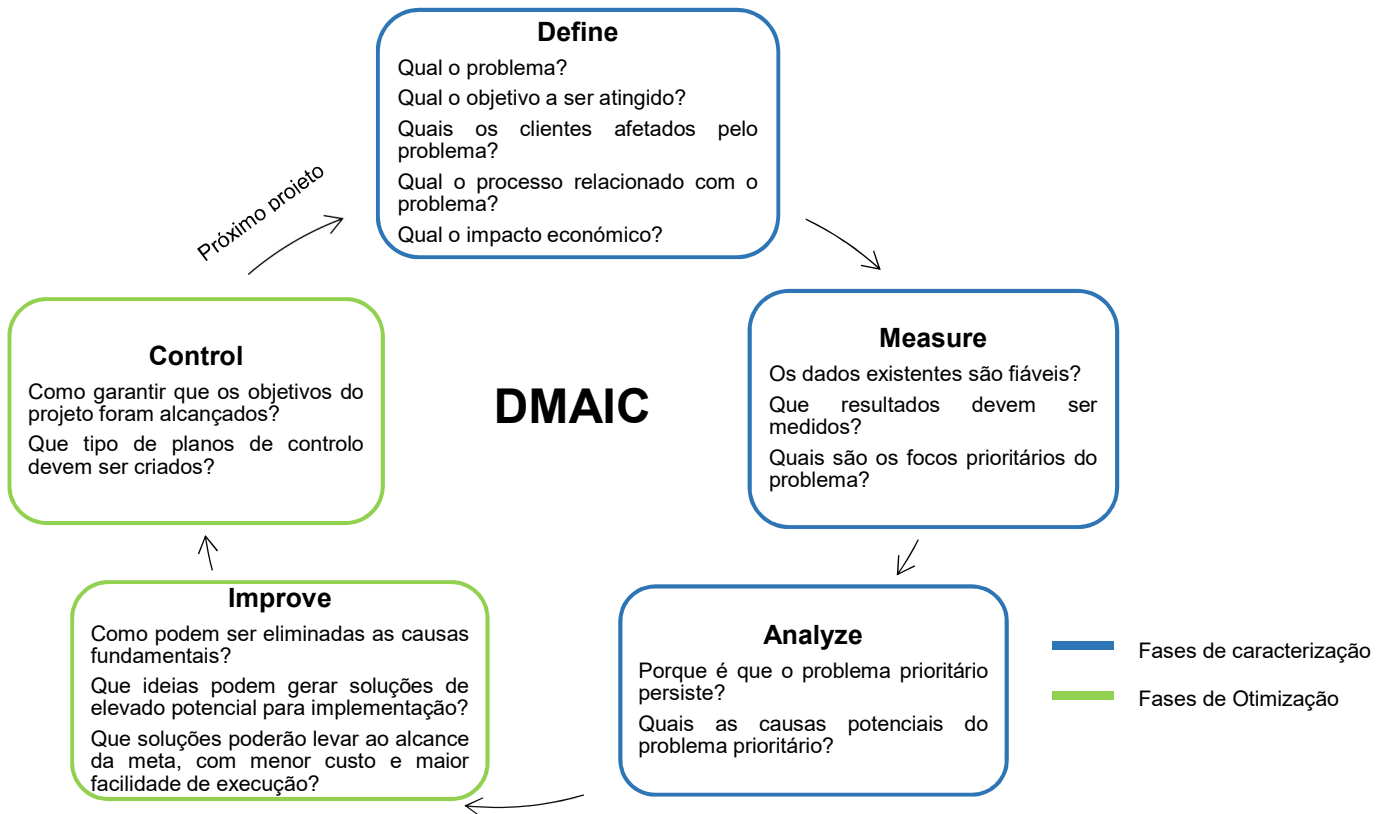 Define
Qual o problema?
Qual o objetivo a ser atingido?
Quais os clientes afetados pelo
problema?
Qual o processo relacionado com o
problema?
Qual o impacto económico?
Próximo projeto
Measure
Os dados existentes são fiáveis?
Que resultados devem ser
medidos?
Quais são os focos prioritários do
problema?
Control
Como garantir que os objetivos do
projeto foram alcançados?
Que tipo de planos de controlo
devem ser criados?
DMAIC
Analyze
Porque é que o problema prioritário
persiste?
Quais as causas potenciais do
problema prioritário?
Improve
Como podem ser eliminadas as causas
fundamentais?
Que ideias podem gerar soluções de
elevado potencial para implementação?
Que soluções poderão levar ao alcance
da meta, com menor custo e maior
facilidade de execução?
Fases de caracterização
Fases de Otimização